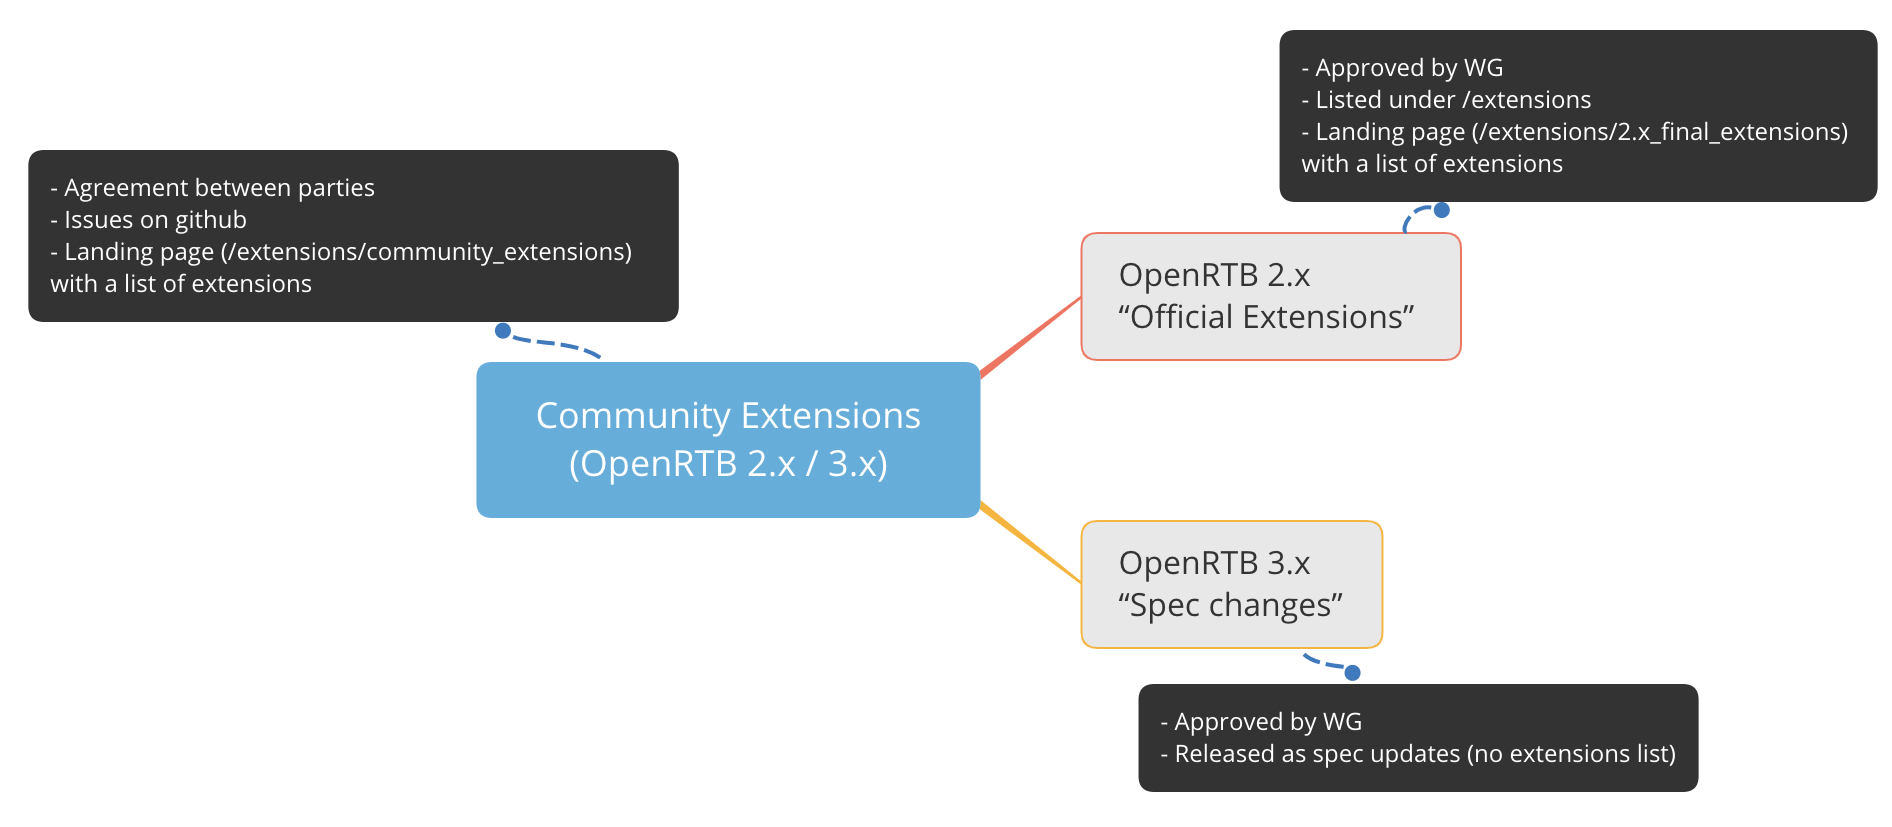 - Approved by WG
- Listed under /extensions
- Landing page (/extensions/2.x_final_extensions)
with a list of extensions
- Agreement between parties
- Issues on github
- Landing page (/extensions/community_extensions)
with a list of extensions
OpenRTB 2.x
“Official Extensions”
Community Extensions
(OpenRTB 2.x / 3.x)
OpenRTB 3.x
“Spec changes”
- Approved by WG
- Released as spec updates (no extensions list)